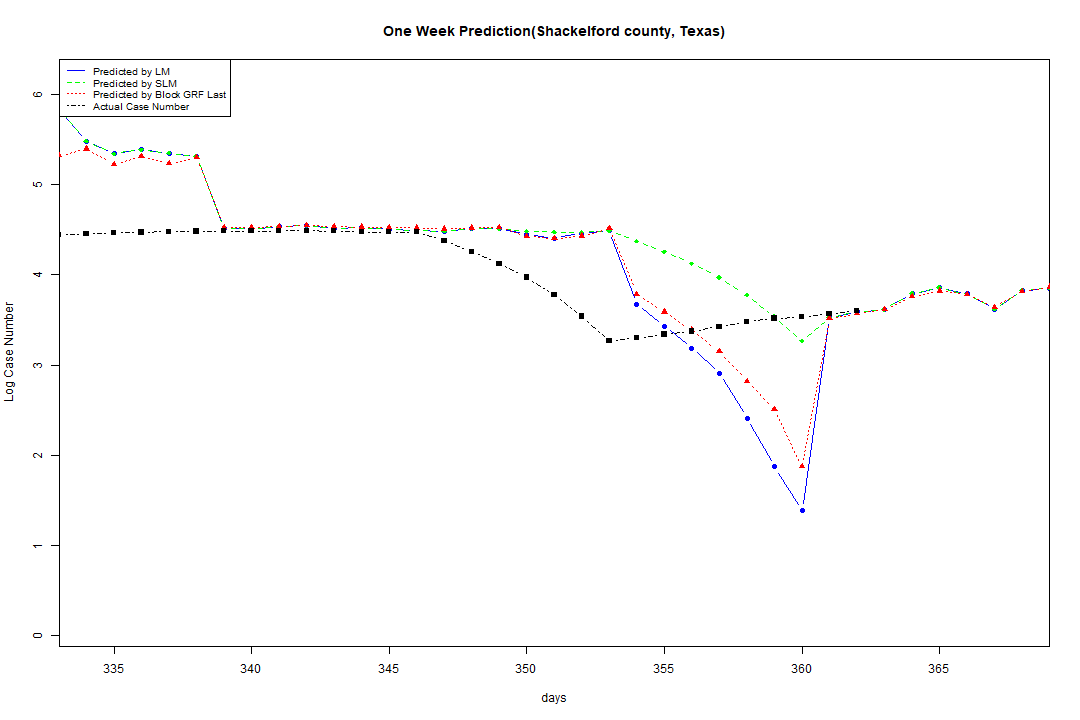 One Week Prediction(Shackelford county, Texas)
Predicted by LM
Predicted by SLM
Predicted by Block GRF Last
Actual Case Number
6
5
4
3
2
1
0
Log Case Number
335 340 345 350 355 360 365
days